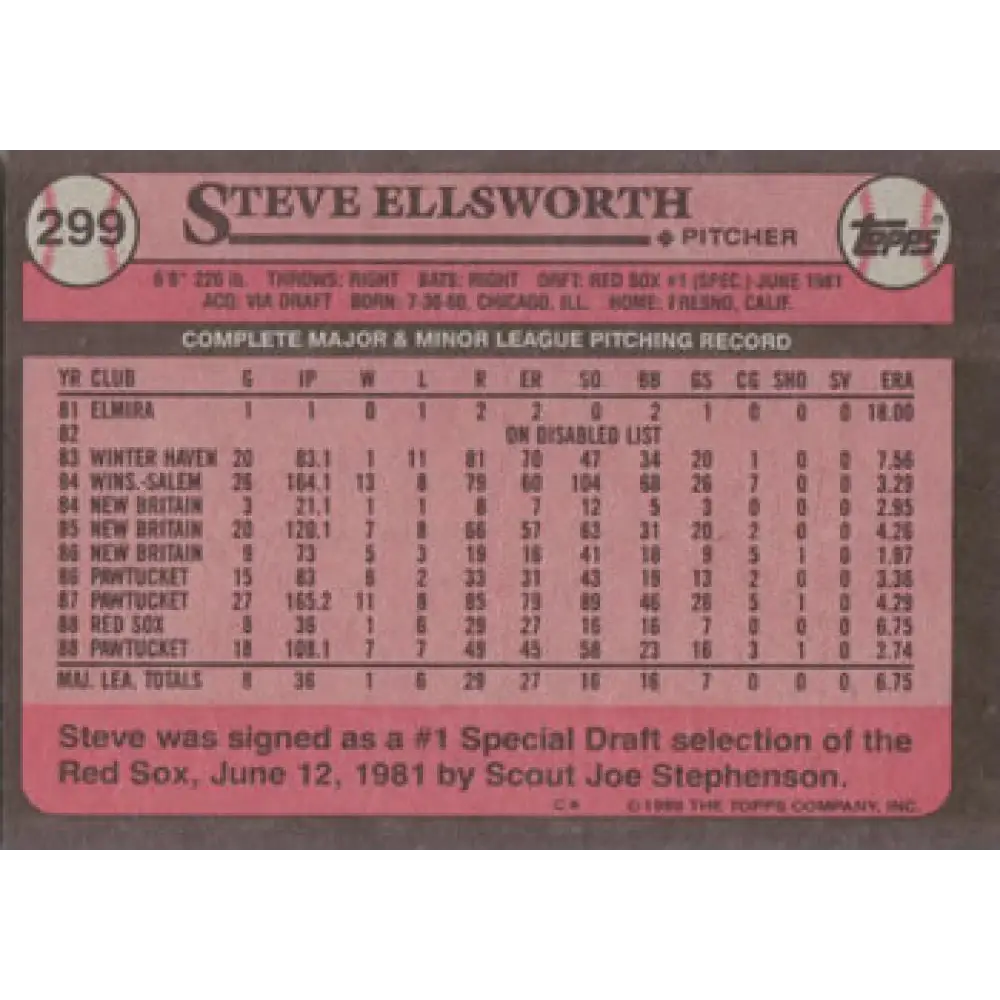 299
STEVE ELLSWORTH
PITCHER
TOPPS
6'8" 220 lb. THROWS: RIGHT BATS: RIGHT DRAFT: RED SOX #1 (SPEC.) JUNE 1981
ACQ. VIA DRAFT BORN: 7-30-60, CHICAGO, ILL. HOME: FRESNO, CALIF.
COMPLETE MAJOR & MINOR LEAGUE PITCHING RECORD
YR CLUB G IP W L R ER SO BB GS CG SHO SV ERA
81 ELMIRA 1 1 0 1 2 2 0 2 1 0 0 0 18.00
82 ON DISABLED LIST
83 WINTER HAVEN 20 83.1 1 11 81 70 47 34 20 1 0 0 7.56
84 WINS.-SALEM 26 164.1 13 8 79 60 104 68 26 7 0 0 3.29
84 NEW BRITAIN 3 21.1 1 1 8 7 12 5 3 0 0 0 2.95
85 NEW BRITAIN 20 120.1 7 8 66 57 63 31 20 2 0 0 4.26
86 NEW BRITAIN 9 73 5 3 19 16 41 18 9 5 1 0 1.97
86 PAWTUCKET 15 83 6 2 33 31 43 19 13 2 0 0 3.36
87 PAWTUCKET 27 165.2 11 8 85 79 89 46 26 5 1 0 4.29
88 RED SOX 8 36 1 6 29 27 16 16 7 0 0 0 6.75
88 PAWTUCKET 18 108.1 7 7 49 45 58 23 16 3 1 0 2.74
MAJ. LEA. TOTALS 8 36 1 6 29 27 16 16 7 0 0 0 6.75
Steve was signed as a #1 Special Draft selection of the
Red Sox, June 12, 1981 by Scout Joe Stephenson.
C* © 1989 THE TOPPS COMPANY, INC.